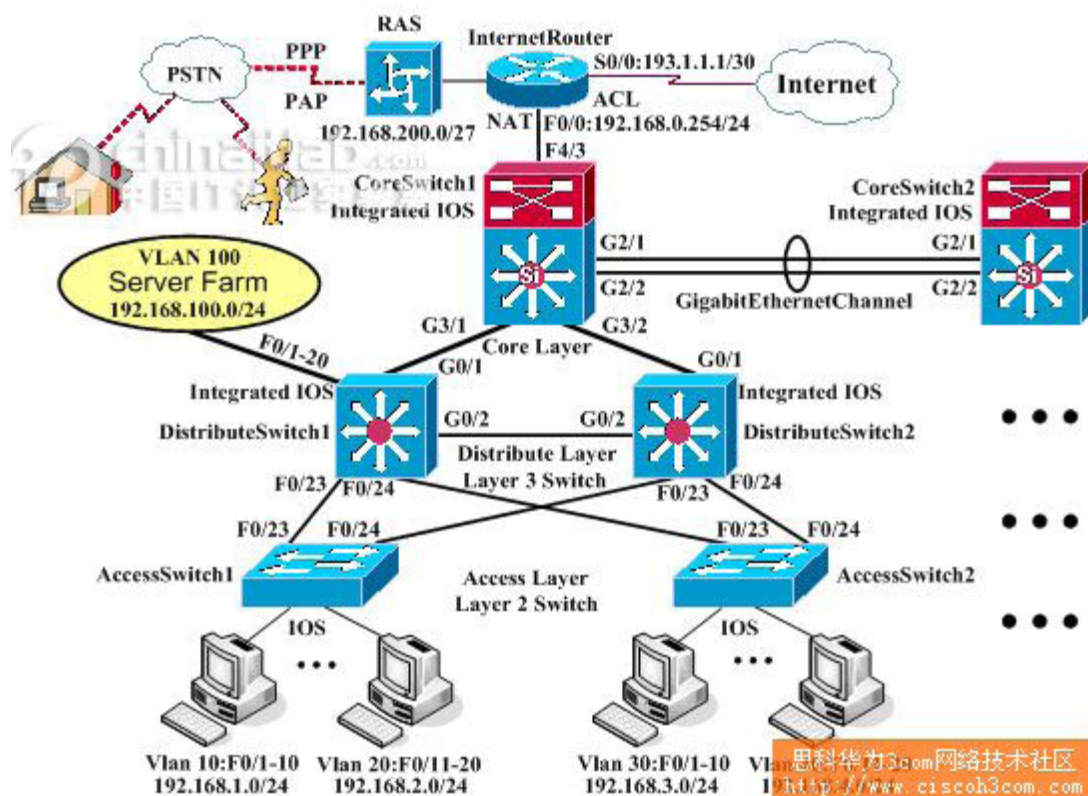 RAS
InternetRouter
PPP
S0/0:193.1.1.1/30
PSTN
Internet
PAP
ACL
NAT
F0/0:192.168.0.254/24
192.168.200.0/27
F4/3
CoreSwitch1
Integrated IOS
CoreSwitch2
Integrated IOS
VLAN 100
Server Farm
192.168.100.0/24
G2/1
G2/1
Si
Si
G2/2
G2/2
GigabitEthernetChannel
G3/1
G3/2
Core Layer
F0/1-20
G0/1
G0/1
Integrated IOS
Integrated IOS
G0/2
G0/2
DistributeSwitch1
DistributeSwitch2
Distribute Layer
Layer 3 Switch
F0/23
F0/24
F0/23
F0/24
F0/23
F0/24
F0/23
F0/24
AccessSwitch1
Access Layer
Layer 2 Switch
AccessSwitch2
IOS
IOS
Vlan 10:F0/1-10
192.168.1.0/24
Vlan 20:F0/11-20
192.168.2.0/24
Vlan 30:F0/1-10
192.168.3.0/24
思科华为3com网络技术社区
http://www.ciscoh3com.com